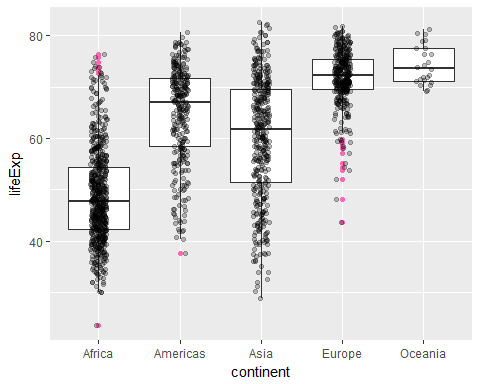 80
60
40
lifeExp
Africa Americas Asia Europe Oceania
continent